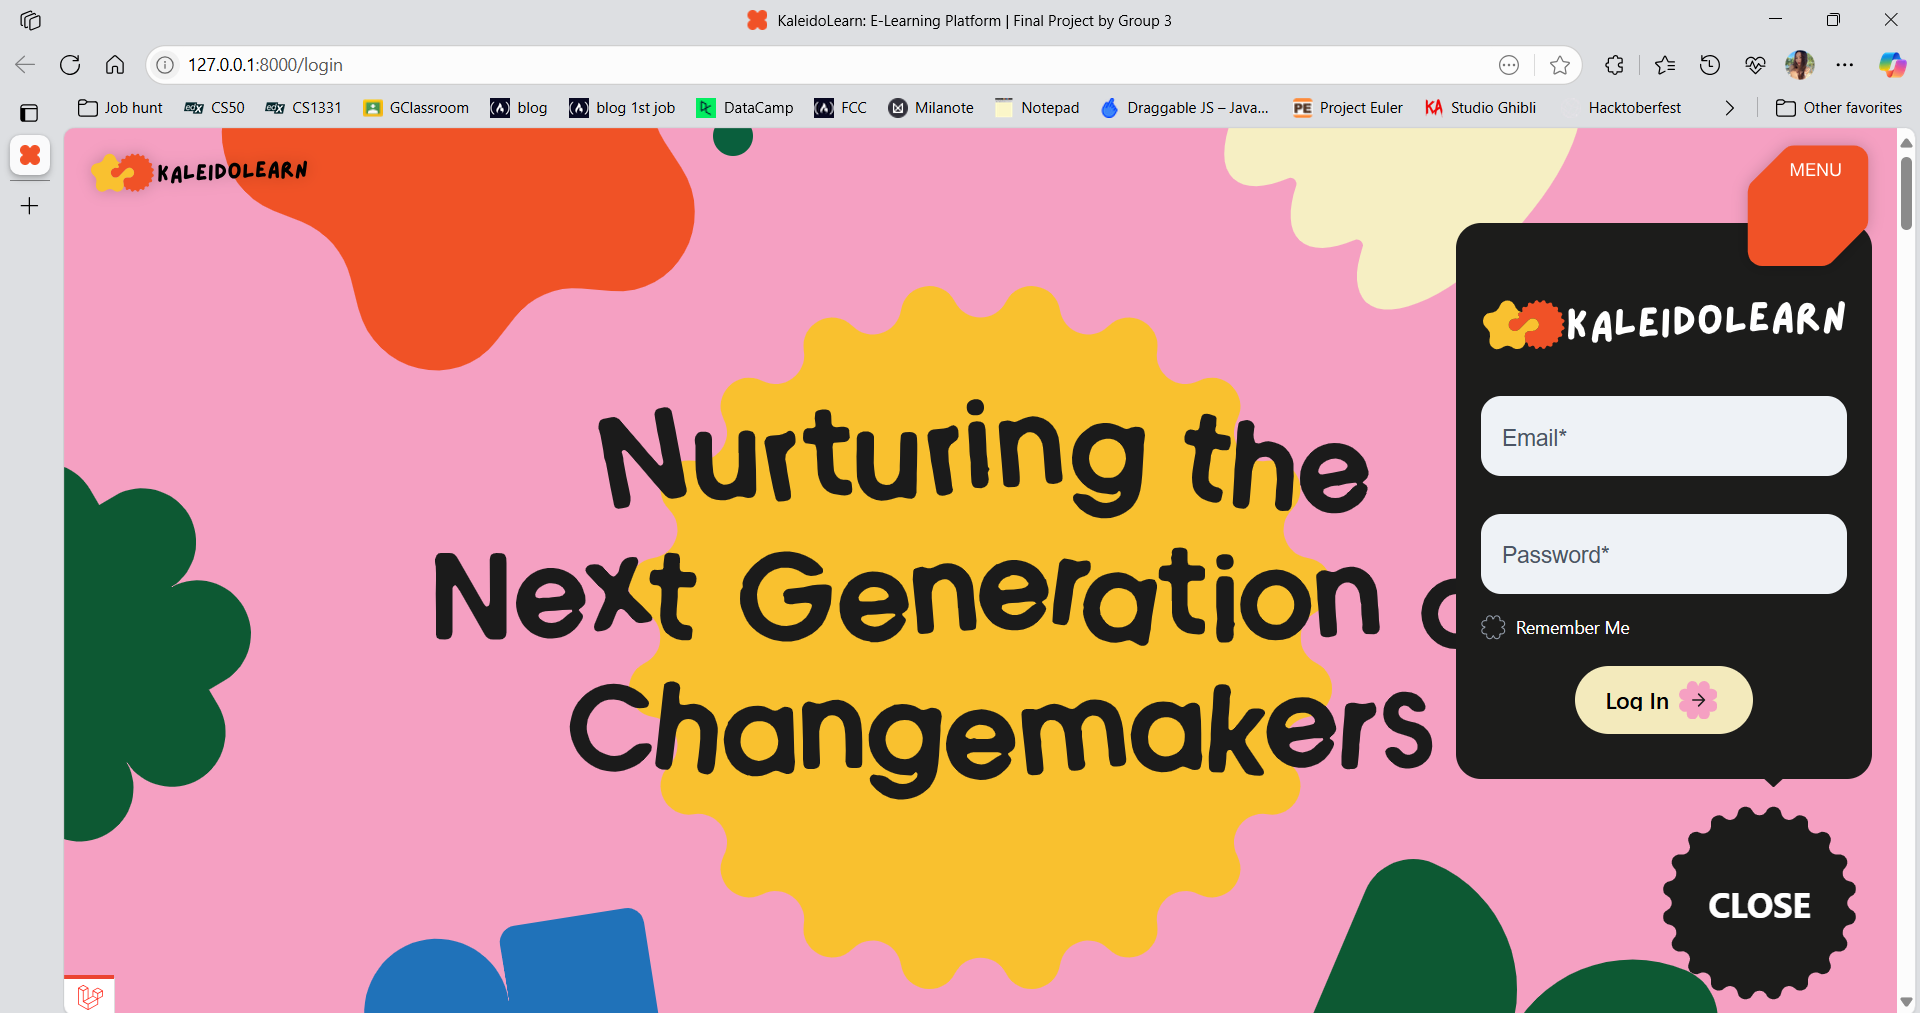 KaleidoLearn: E-Learning Platform | Final Project by Group 3
127.0.0.1:8000/login
Job hunt
CS50
CS1331
GClassroom
blog
blog 1st job
DataCamp
FCC
Milanote
Notepad
Draggable JS – Java...
Project Euler
Studio Ghibli
Hacktoberfest
Other favorites
KALEIDOLEARN
MENU
Nurturing the
Next Generation o
Changemakers
KALEIDOLEARN
Email*
Password*
Remember Me
Log In
CLOSE